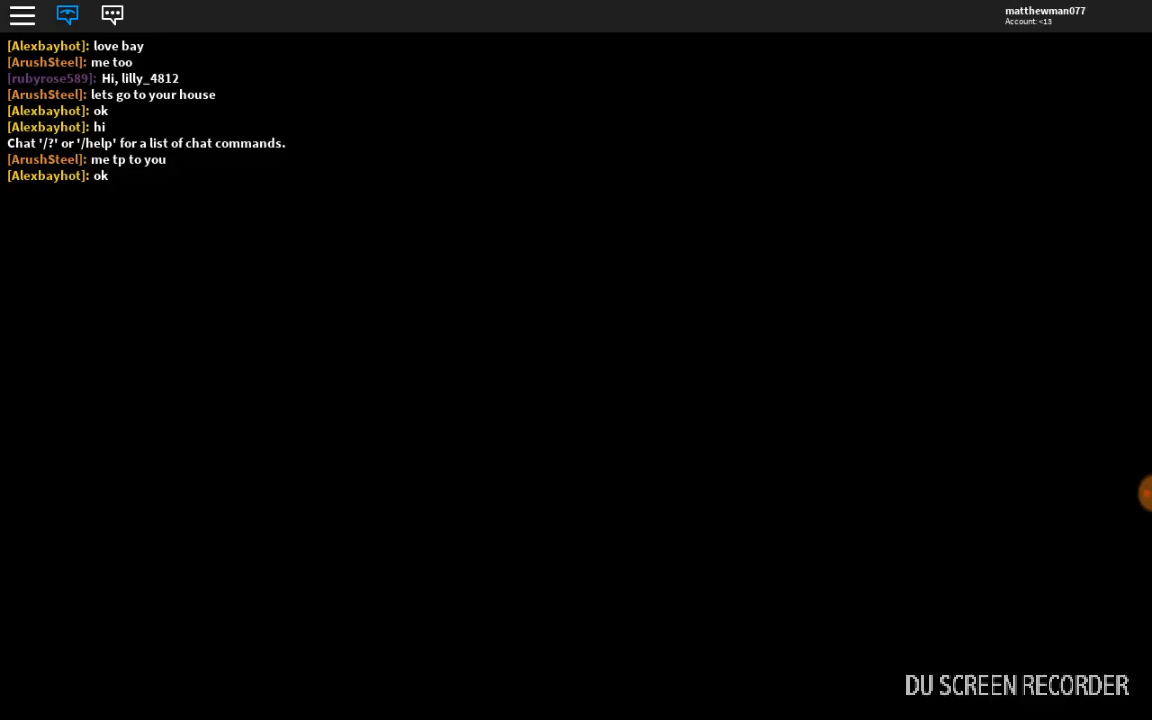 matthewman077
Account: <13
[Alexbayhot]: love bay
[ArushSteel]: me too
[rubyrose589]: Hi, lilly_4812
[ArushSteel]: lets go to your house
[Alexbayhot]: ok
[Alexbayhot]: hi
Chat '/?' or '/help' for a list of chat commands.
[ArushSteel]: me tp to you
[Alexbayhot]: ok
DU SCREEN RECORDER